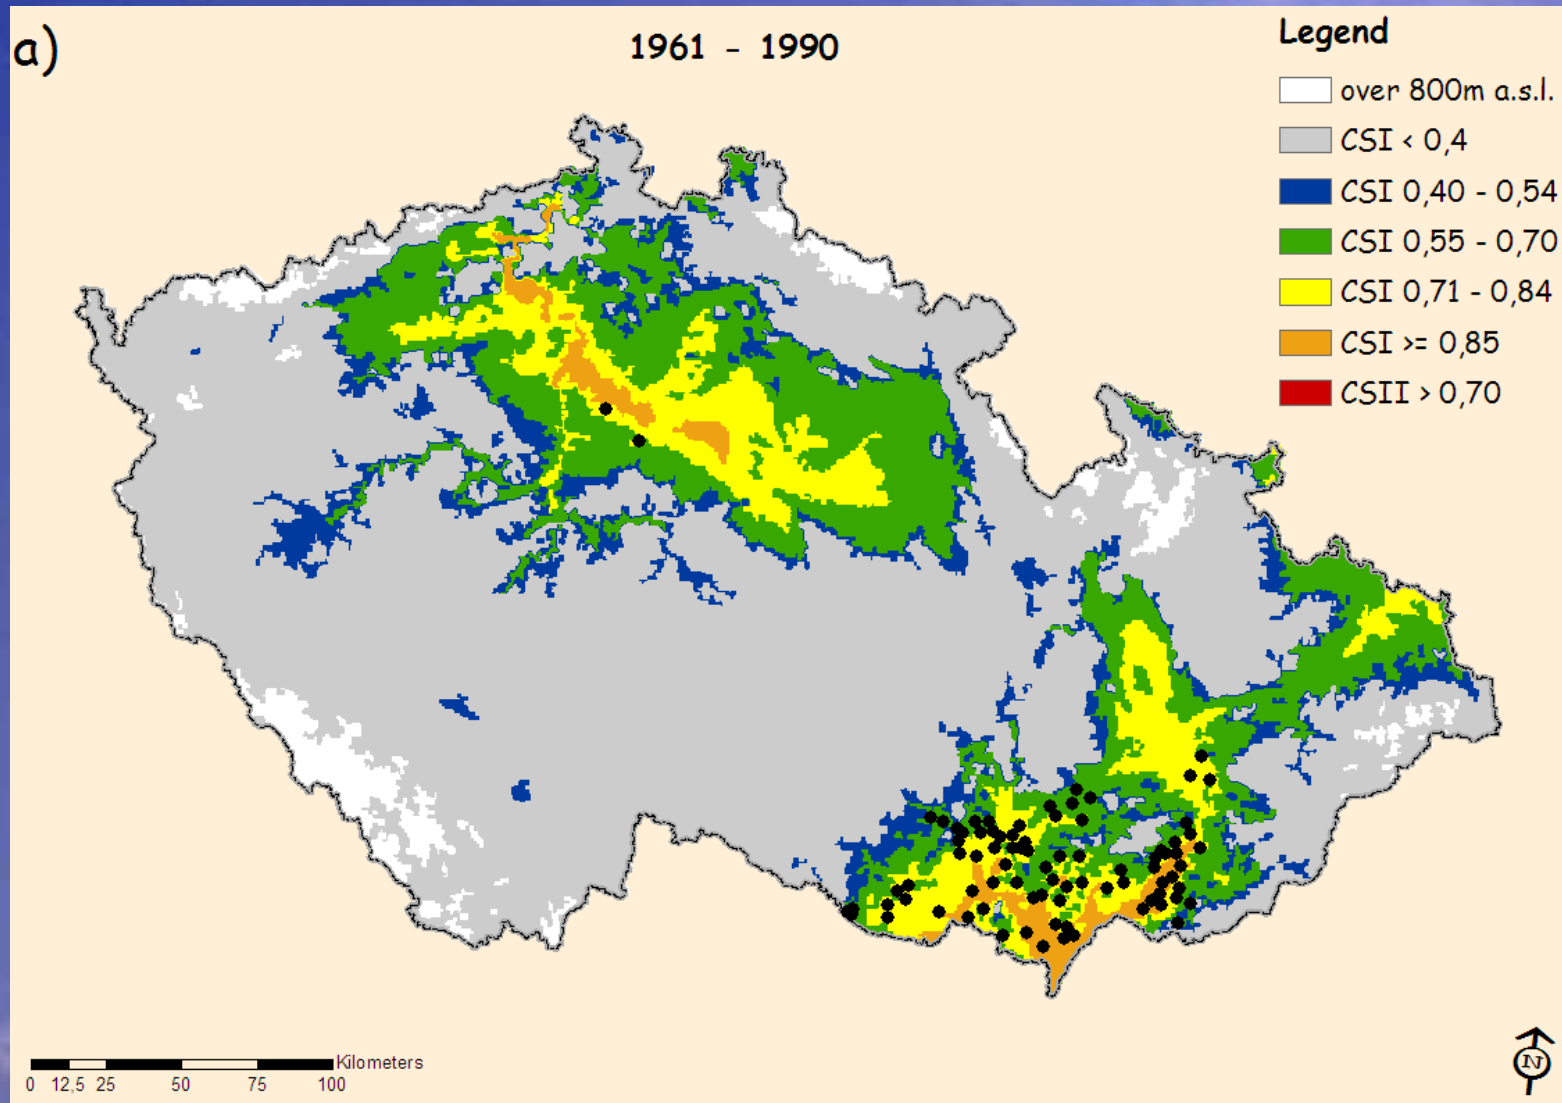 a)
1961 - 1990
Legend
over 800m a.s.l.
CSI < 0,4
CSI 0,40 - 0,54
CSI 0,55 - 0,70
CSI 0,71 - 0,84
CSI >= 0,85
CSII > 0,70
Kilometers
0 12,5 25 50 75 100
N